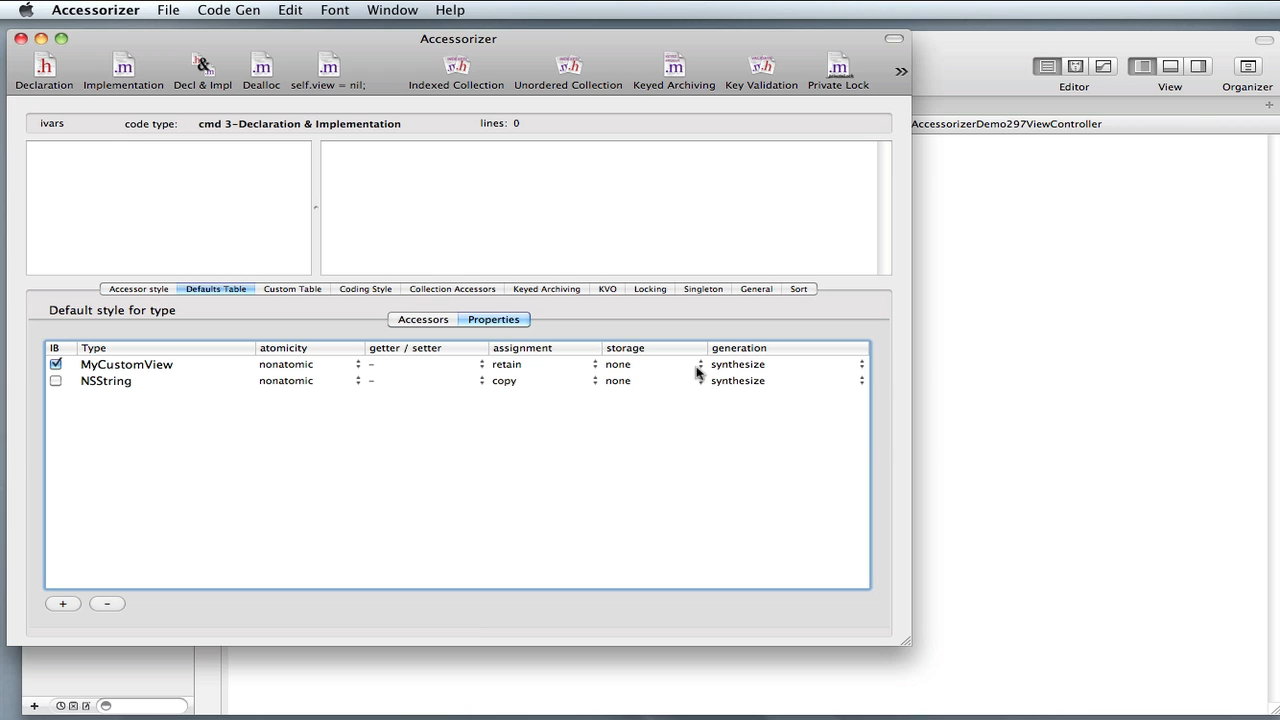 Accessorizer File Code Gen Edit Font Window Help
Accessorizer
Declaration Implementation Decl & Impl Dealloc self.view = nil; Indexed Collection Unordered Collection Keyed Archiving Key Validation Private Lock
Editor View Organizer
ivars code type: cmd 3-Declaration & Implementation lines: 0
AccessorizerDemo297ViewController
Accessor style Defaults Table Custom Table Coding Style Collection Accessors Keyed Archiving KVO Locking Singleton General Sort
Default style for type
Accessors Properties
IB Type atomicity getter / setter assignment storage generation
MyCustomView nonatomic - retain none synthesize
NSString nonatomic - copy none synthesize
+ -